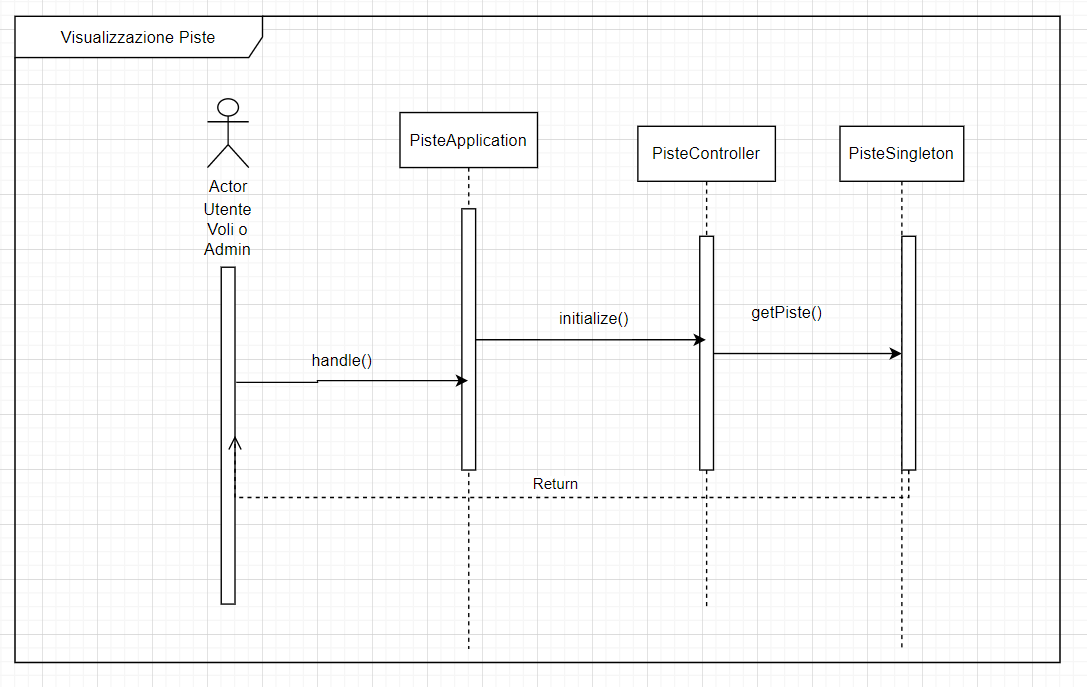 Visualizzazione Piste
PisteApplication
PisteController
PisteSingleton
Actor
Utente
Voli o
Admin
initialize()
getPiste()
handle()
Return